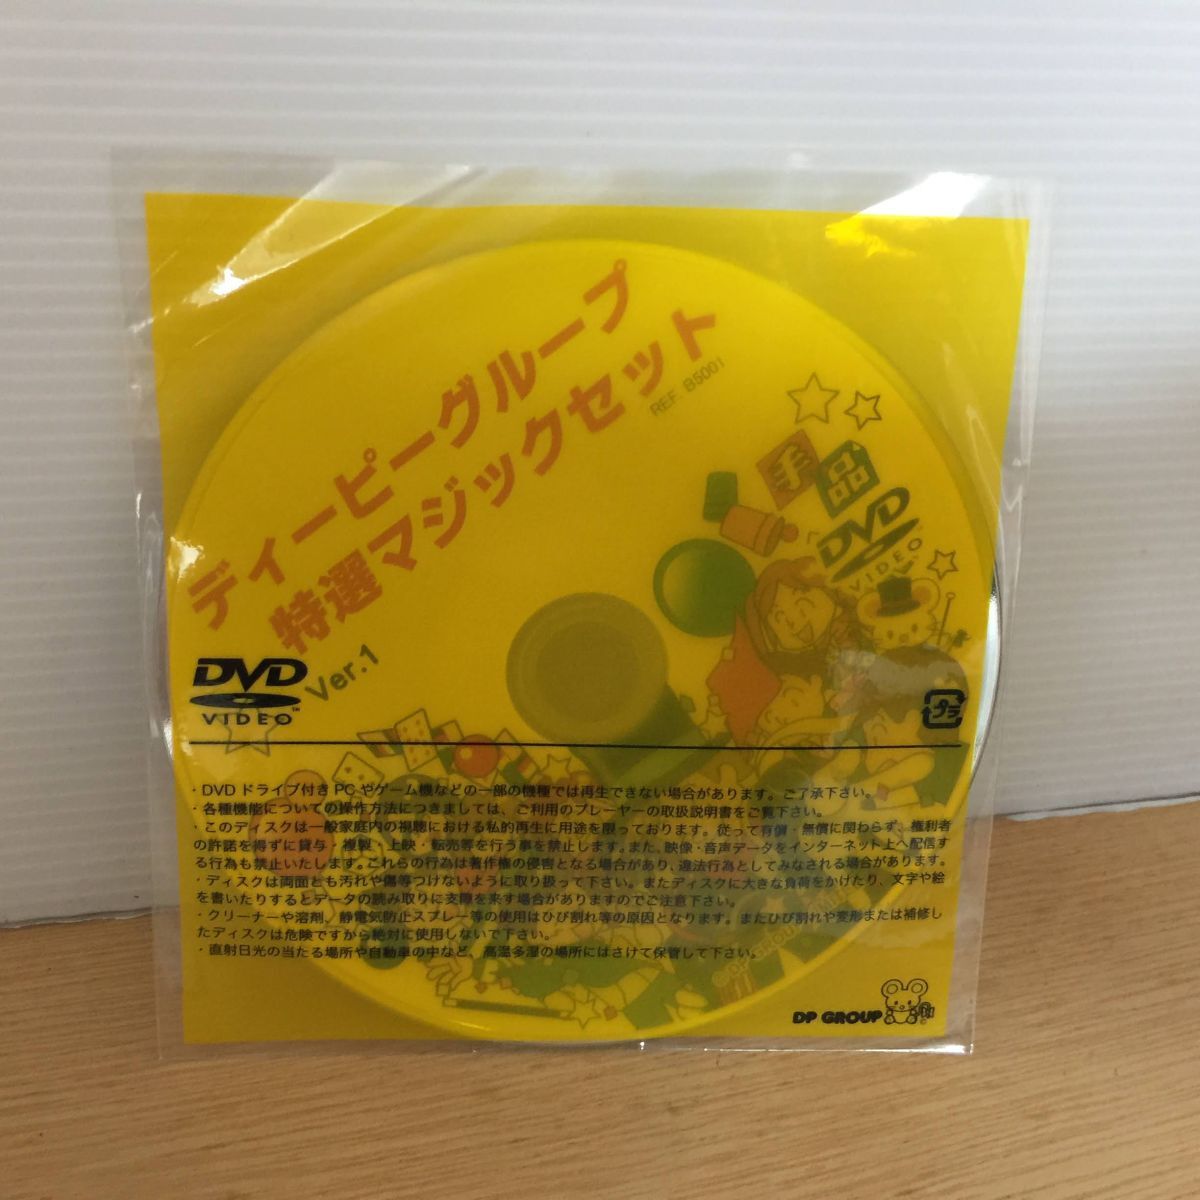 ディーピーグループ
特選マジックセット
REF B5001
Ver.1
手品
DVD
VIDEO
DVD
VIDEO™
プラ
・DVD ドライブ付き PC やゲーム機などの一部の機種では再生できない場合があります。ご了承下さい。
・各種機能についての操作方法につきましては、ご利用のプレーヤーの取扱説明書をご覧下さい。
・このディスクは一般家庭内の視聴における私的再生に用途を限っております。従って有償・無償に関わらず、権利者
の許諾を得ずに貸与・複製・上映・転売等を行う事を禁止します。また、映像・音声データをインターネット上へ配信す
る行為も禁止いたします。これらの行為は著作権の侵害となる場合があり、違法行為としてみなされる場合があります。
・ディスクは両面とも汚れや傷等つけないように取り扱って下さい。またディスクに大きな負荷をかけたり、文字や絵
を書いたりするとデータの読み取りに支障を来す場合がありますのでご注意下さい。
・クリーナーや溶剤、静電気防止スプレー等の使用はひび割れ等の原因となります。またひび割れや変形または補修し
たディスクは危険ですから絶対に使用しないで下さい。
・直射日光の当たる場所や自動車の中など、高温多湿の場所にはさけて保管して下さい。
DP GROUP